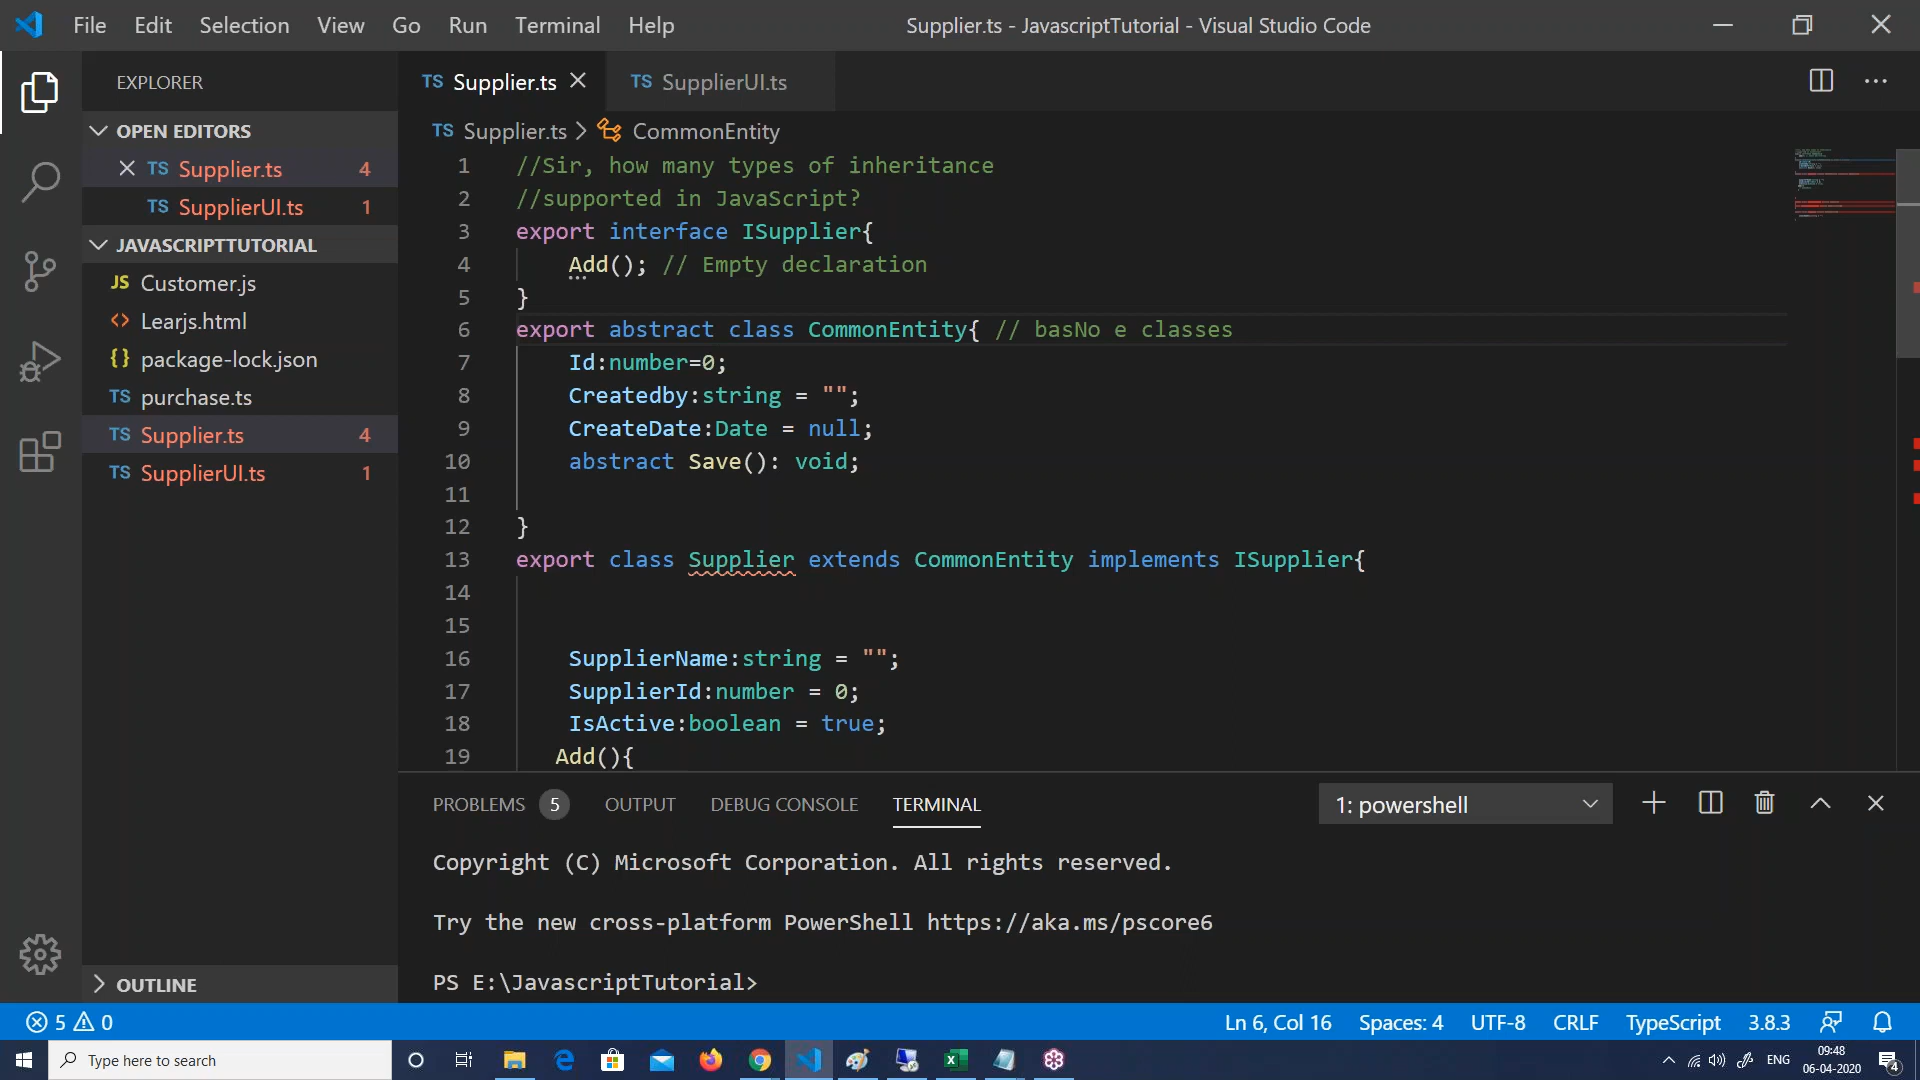 File Edit Selection View Go Run Terminal Help
Supplier.ts - JavascriptTutorial - Visual Studio Code
EXPLORER
OPEN EDITORS
TS Supplier.ts 4
TS SupplierUI.ts 1
JAVASCRIPTTUTORIAL
JS Customer.js
<> Learjs.html
{} package-lock.json
TS purchase.ts
TS Supplier.ts 4
TS SupplierUI.ts 1
OUTLINE
TS Supplier.ts
TS SupplierUI.ts
TS Supplier.ts > CommonEntity
1 //Sir, how many types of inheritance
2 //supported in JavaScript?
3 export interface ISupplier{
4 Add(); // Empty declaration
5 }
6 export abstract class CommonEntity{ // basNo e classes
7 Id:number=0;
8 Createdby:string = "";
9 CreateDate:Date = null;
10 abstract Save(): void;
11
12 }
13 export class Supplier extends CommonEntity implements ISupplier{
14
15
16 SupplierName:string = "";
17 SupplierId:number = 0;
18 IsActive:boolean = true;
19 Add(){
PROBLEMS 5 OUTPUT DEBUG CONSOLE TERMINAL
1: powershell
Copyright (C) Microsoft Corporation. All rights reserved.
Try the new cross-platform PowerShell https://aka.ms/pscore6
PS E:\JavascriptTutorial>
5 0
Ln 6, Col 16 Spaces: 4 UTF-8 CRLF TypeScript 3.8.3
Type here to search
ENG
09:48
06-04-2020
4